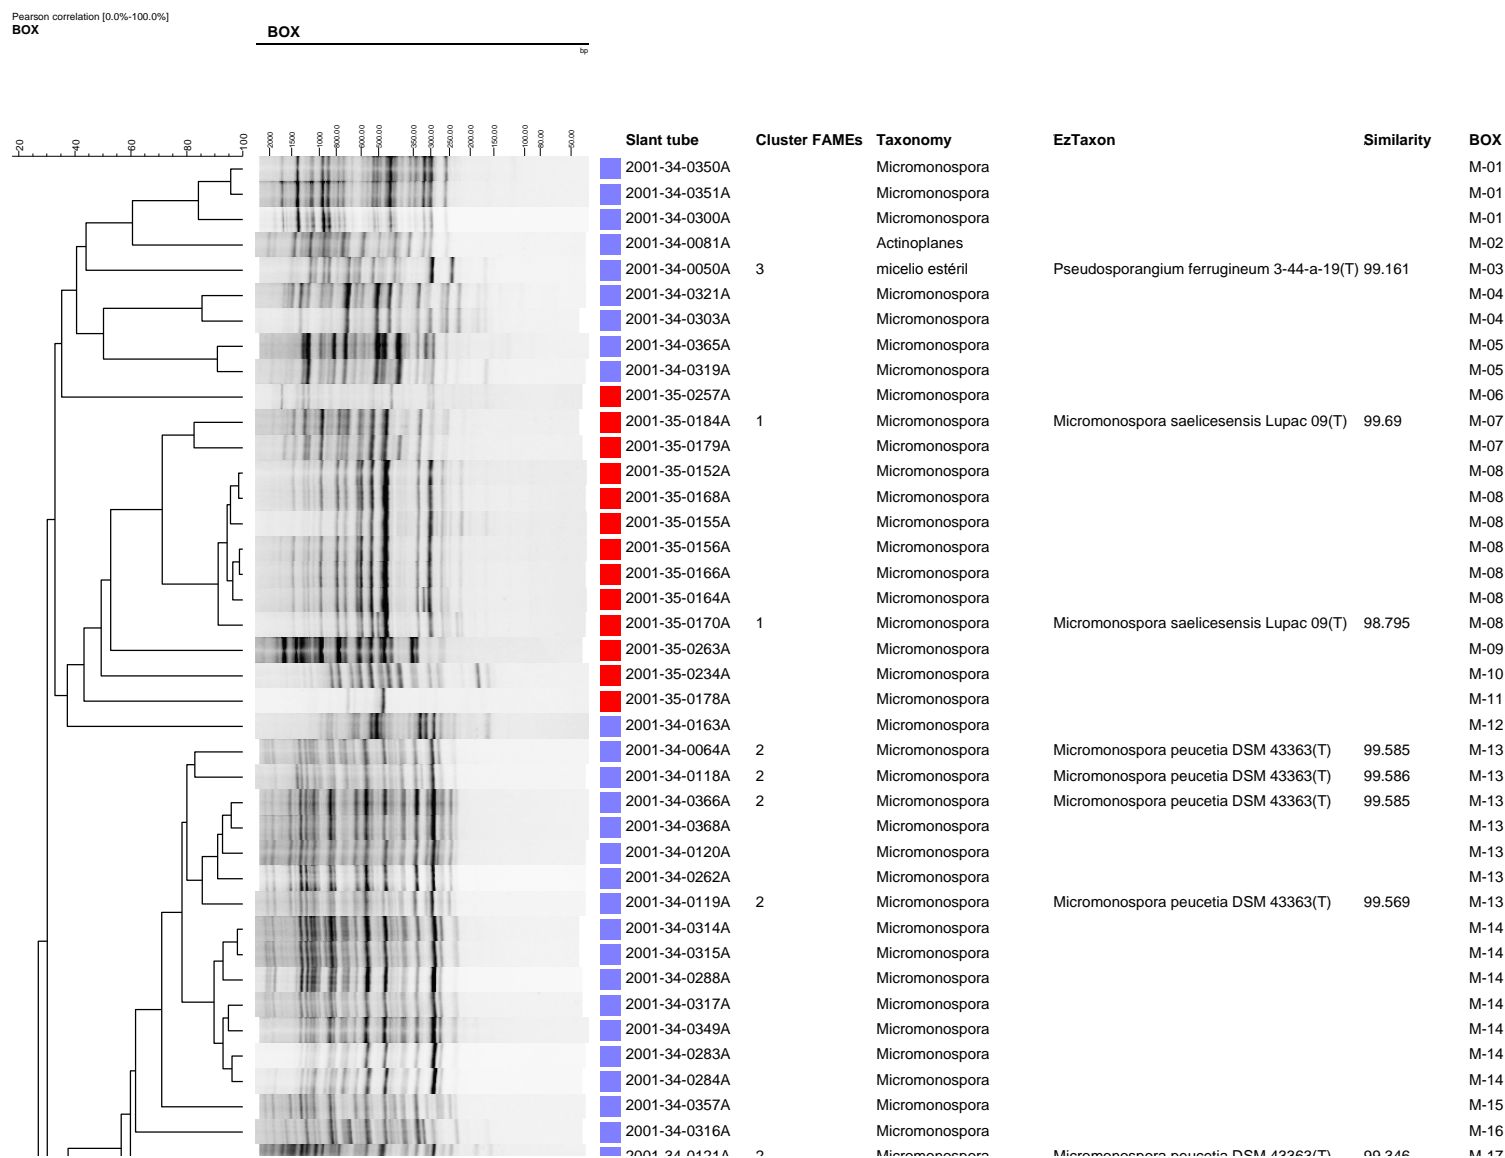 Pearson correlation [0.0%-100.0%]
BOX
BOX
bp
20 40 60 80 100 2000 1500 1000 800.00 600.00 500.00 350.00 300.00 250.00 200.00 150.00 100.00 80.00 50.00
Slant tube Cluster FAMEs Taxonomy EzTaxon Similarity BOX
2001-34-0350A Micromonospora M-01
2001-34-0351A Micromonospora M-01
2001-34-0300A Micromonospora M-01
2001-34-0081A Actinoplanes M-02
2001-34-0050A 3 micelio estéril Pseudosporangium ferrugineum 3-44-a-19(T) 99.161 M-03
2001-34-0321A Micromonospora M-04
2001-34-0303A Micromonospora M-04
2001-34-0365A Micromonospora M-05
2001-34-0319A Micromonospora M-05
2001-35-0257A Micromonospora M-06
2001-35-0184A 1 Micromonospora Micromonospora saelicesensis Lupac 09(T) 99.69 M-07
2001-35-0179A Micromonospora M-07
2001-35-0152A Micromonospora M-08
2001-35-0168A Micromonospora M-08
2001-35-0155A Micromonospora M-08
2001-35-0156A Micromonospora M-08
2001-35-0166A Micromonospora M-08
2001-35-0164A Micromonospora M-08
2001-35-0170A 1 Micromonospora Micromonospora saelicesensis Lupac 09(T) 98.795 M-08
2001-35-0263A Micromonospora M-09
2001-35-0234A Micromonospora M-10
2001-35-0178A Micromonospora M-11
2001-34-0163A Micromonospora M-12
2001-34-0064A 2 Micromonospora Micromonospora peucetia DSM 43363(T) 99.585 M-13
2001-34-0118A 2 Micromonospora Micromonospora peucetia DSM 43363(T) 99.586 M-13
2001-34-0366A 2 Micromonospora Micromonospora peucetia DSM 43363(T) 99.585 M-13
2001-34-0368A Micromonospora M-13
2001-34-0120A Micromonospora M-13
2001-34-0262A Micromonospora M-13
2001-34-0119A 2 Micromonospora Micromonospora peucetia DSM 43363(T) 99.569 M-13
2001-34-0314A Micromonospora M-14
2001-34-0315A Micromonospora M-14
2001-34-0288A Micromonospora M-14
2001-34-0317A Micromonospora M-14
2001-34-0349A Micromonospora M-14
2001-34-0283A Micromonospora M-14
2001-34-0284A Micromonospora M-14
2001-34-0357A Micromonospora M-15
2001-34-0316A Micromonospora M-16
2001-34-0121A 2 Micromonospora Micromonospora peucetia DSM 43363(T) 99.346 M-17